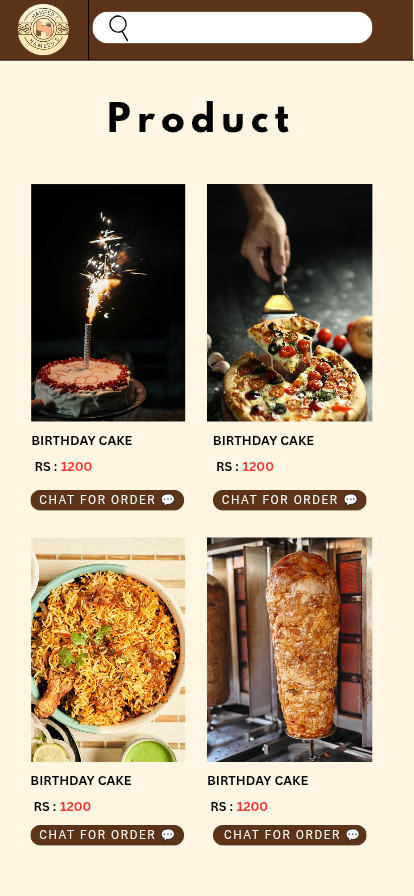 HAMEED'S
Product
BIRTHDAY CAKE
RS : 1200
CHAT FOR ORDER 💬
BIRTHDAY CAKE
RS : 1200
CHAT FOR ORDER 💬
BIRTHDAY CAKE
RS : 1200
CHAT FOR ORDER 💬
BIRTHDAY CAKE
RS : 1200
CHAT FOR ORDER 💬